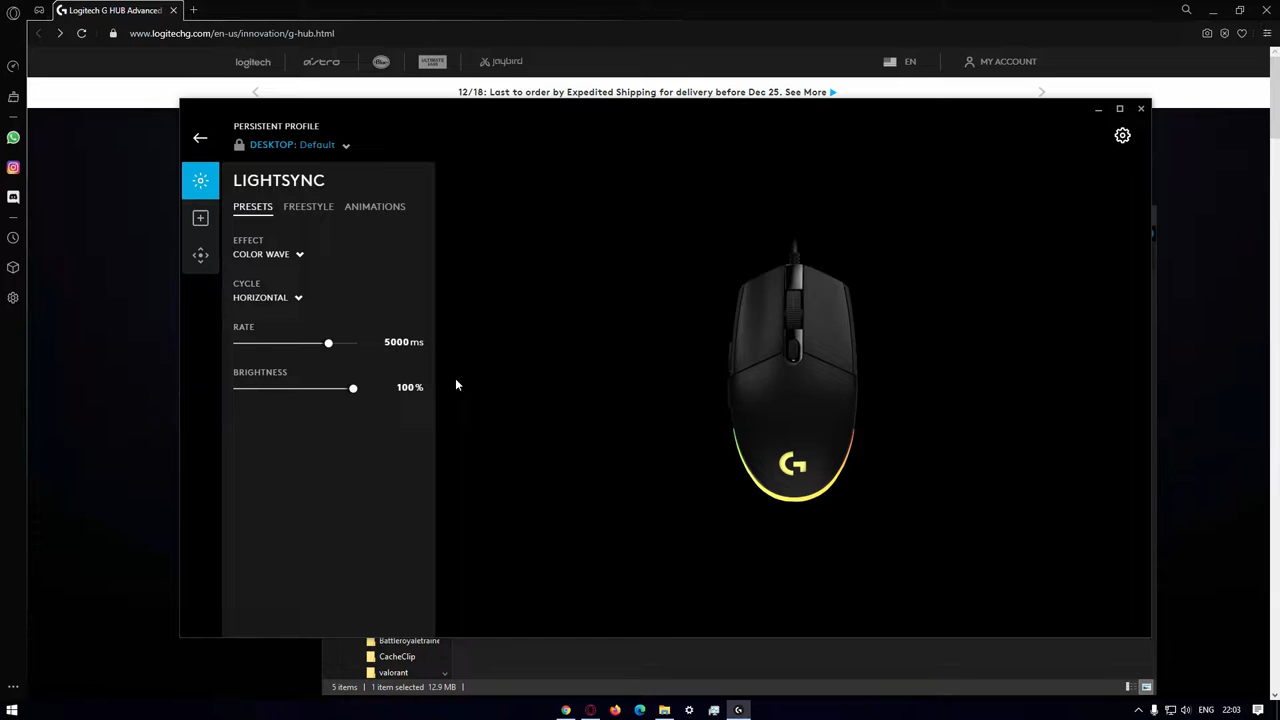 Logitech G HUB Advanced
www.logitechg.com/en-us/innovation/g-hub.html
logitech
ASTRO
ULTIMATE EARS
jaybird
EN
MY ACCOUNT
12/18: Last to order by Expedited Shipping for delivery before Dec 25. See More
PERSISTENT PROFILE
DESKTOP: Default
LIGHTSYNC
PRESETS FREESTYLE ANIMATIONS
EFFECT
COLOR WAVE
CYCLE
HORIZONTAL
RATE
5000 ms
BRIGHTNESS
100%
G
Battleroyaletraine
CacheClip
valorant
5 items 1 item selected 12.9 MB
ENG 22:03